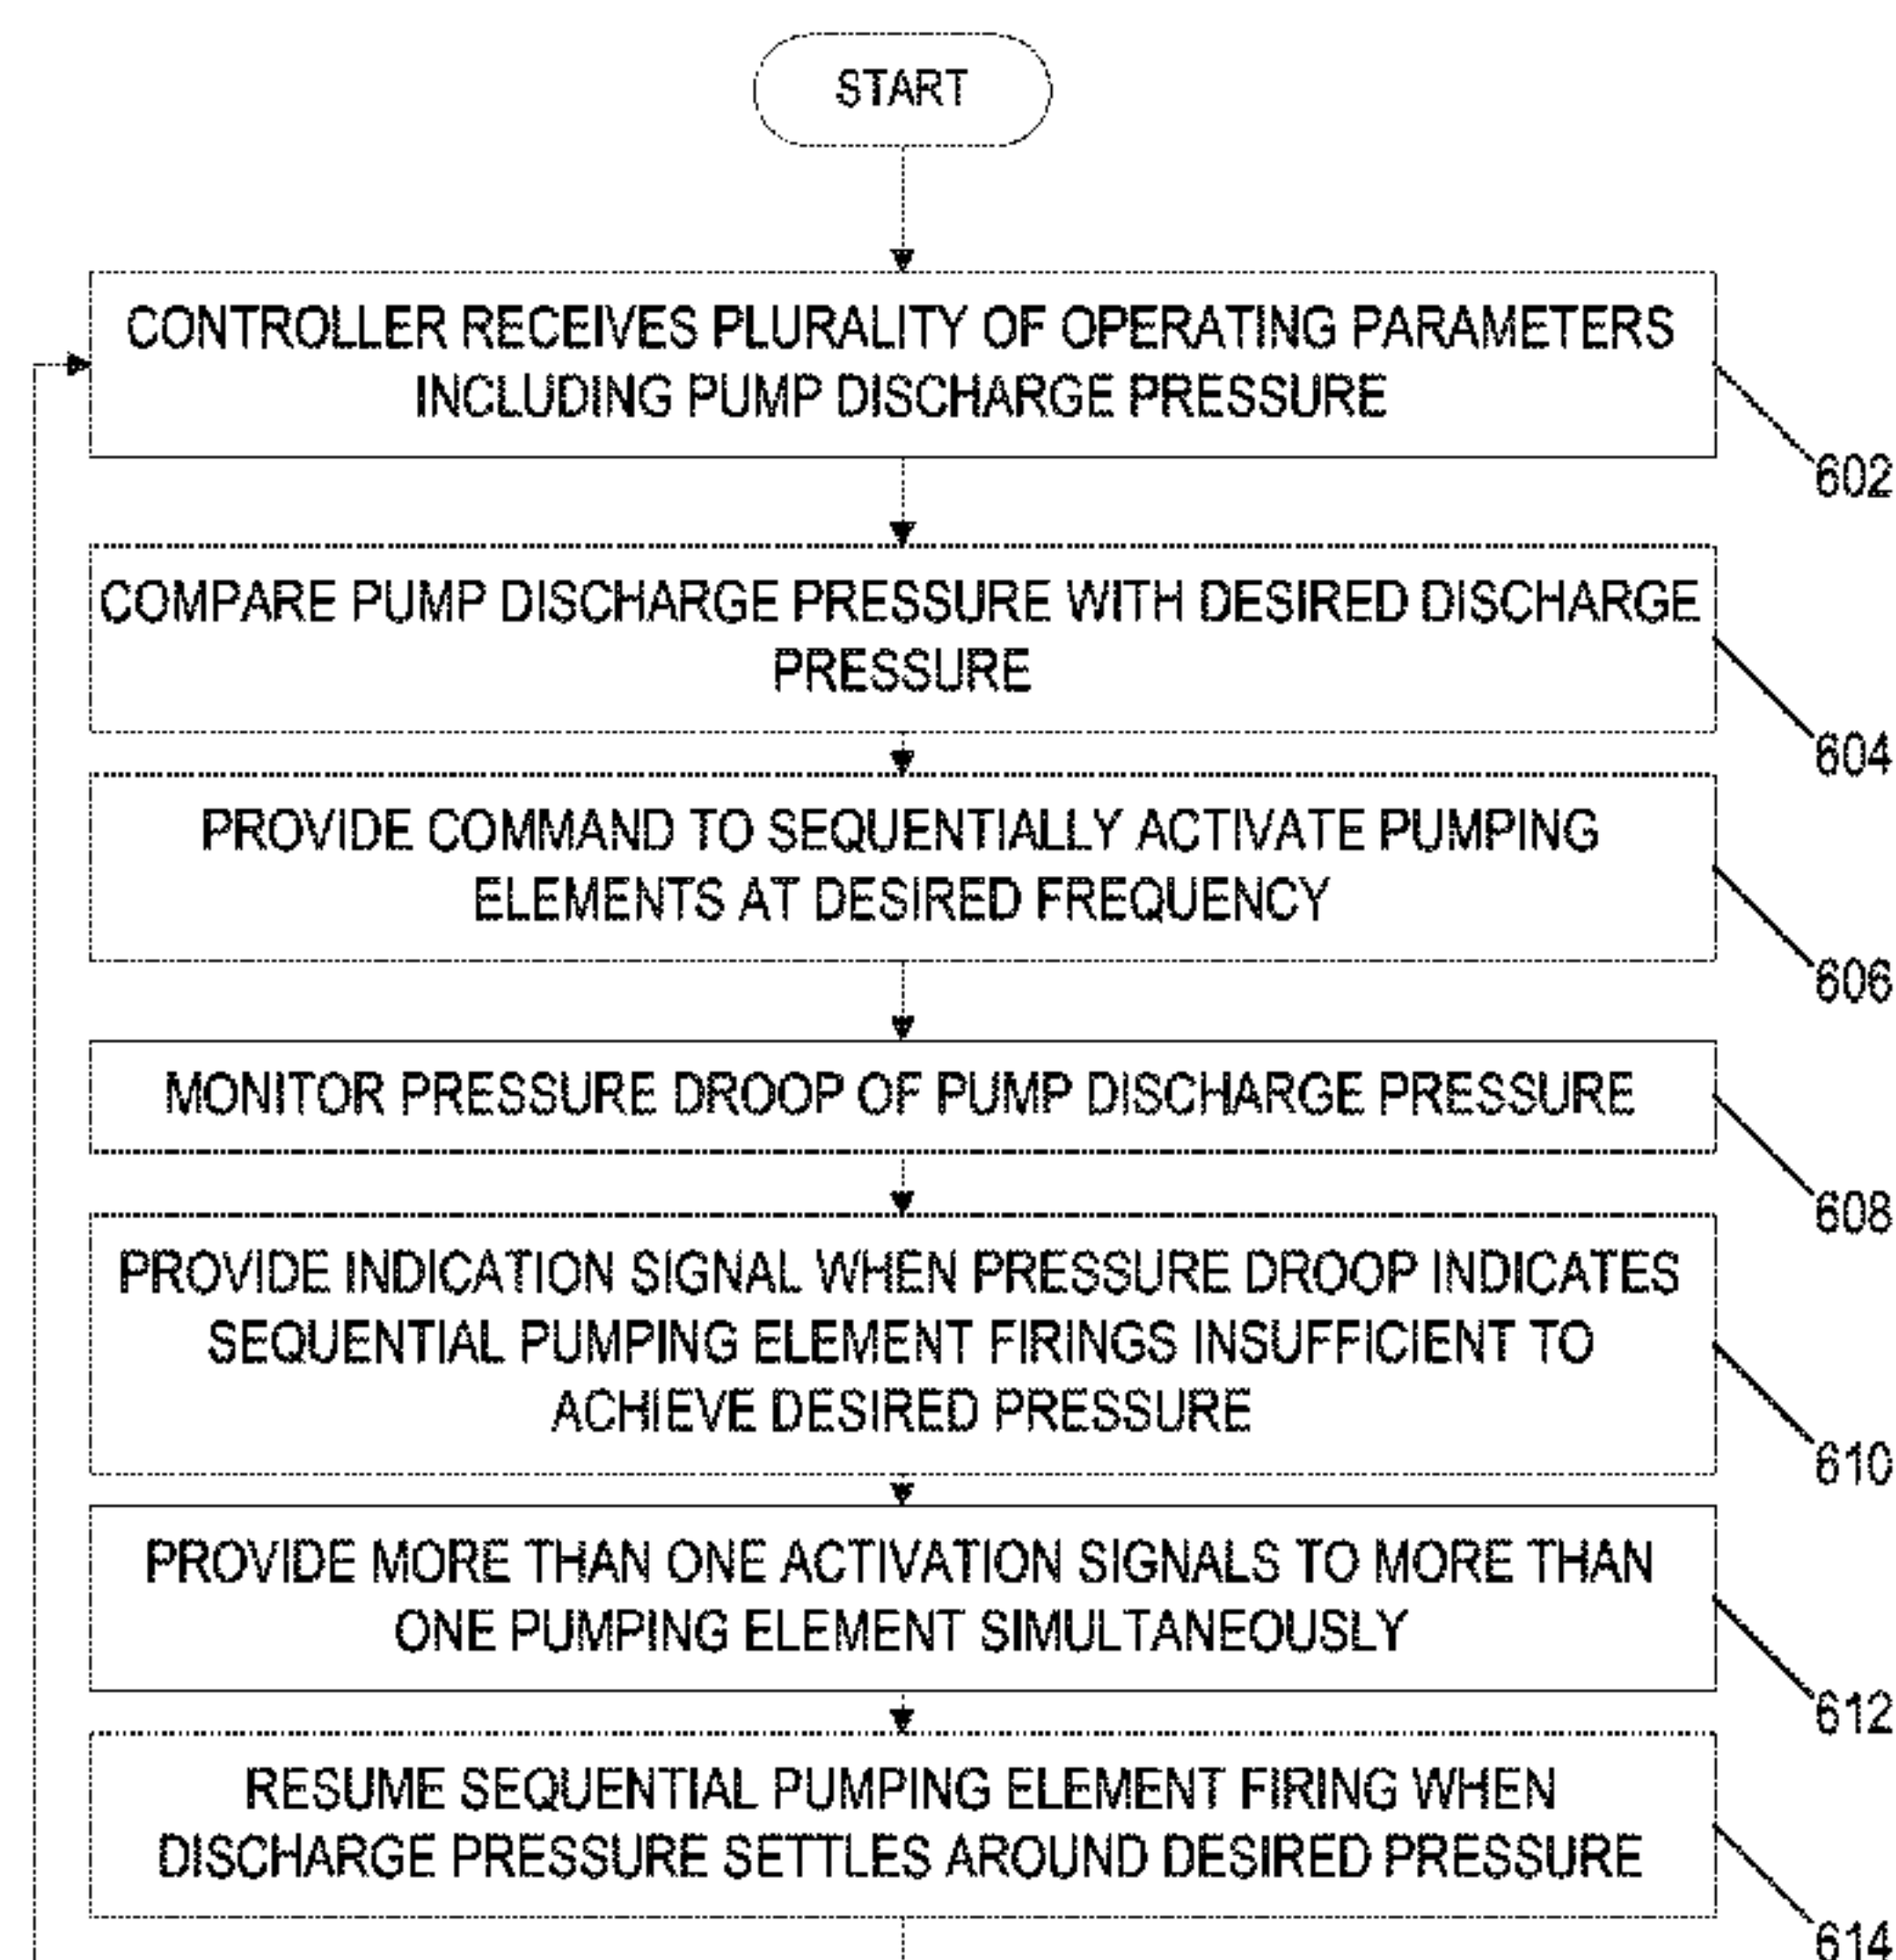 START
CONTROLLER RECEIVES PLURALITY OF OPERATING PARAMETERS
INCLUDING PUMP DISCHARGE PRESSURE
602
COMPARE PUMP DISCHARGE PRESSURE WITH DESIRED DISCHARGE
PRESSURE
604
PROVIDE COMMAND TO SEQUENTIALLY ACTIVATE PUMPING
ELEMENTS AT DESIRED FREQUENCY
606
MONITOR PRESSURE DROOP OF PUMP DISCHARGE PRESSURE
608
PROVIDE INDICATION SIGNAL WHEN PRESSURE DROOP INDICATES
SEQUENTIAL PUMPING ELEMENT FIRINGS INSUFFICIENT TO
ACHIEVE DESIRED PRESSURE
610
PROVIDE MORE THAN ONE ACTIVATION SIGNALS TO MORE THAN
ONE PUMPING ELEMENT SIMULTANEOUSLY
612
RESUME SEQUENTIAL PUMPING ELEMENT FIRING WHEN
DISCHARGE PRESSURE SETTLES AROUND DESIRED PRESSURE
614